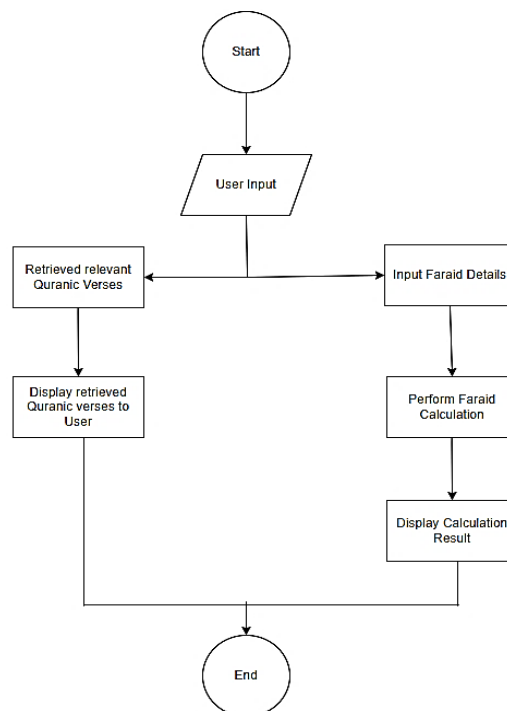 Start
User Input
Retrieved relevant
Quranic Verses
Input Faraid Details
Display retrieved
Quranic verses to
User
Perform Faraid
Calculation
Display Calculation
Result
End